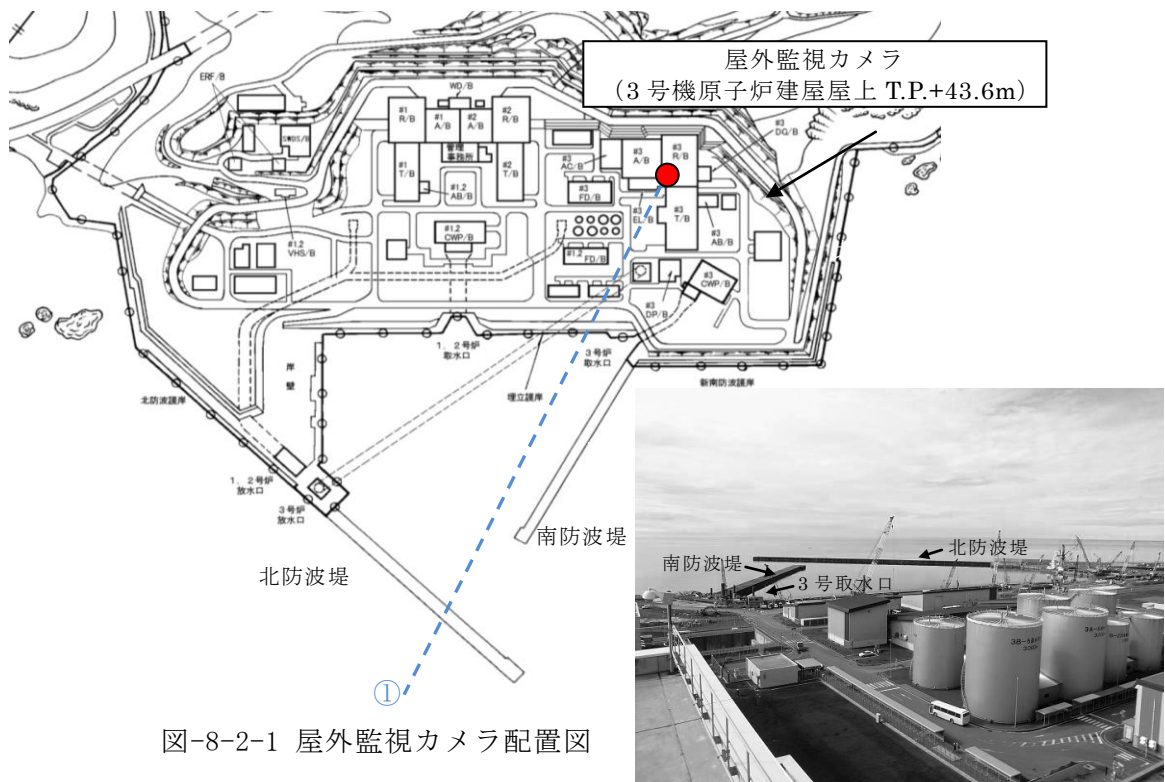 屋外監視カメラ
(3号機原子炉建屋屋上 T.P.+43.6m)
ERF/B
WD/B
SWDS/B
#1
R/B
#1
A/B
#2
A/B
#2
R/B
#1
T/B
管理
事務所
#2
T/B
#1,2
AB/B
#1,2
VHS/B
#1,2
CWP/B
#3
AC/B
#3
A/B
#3
R/B
#3
DG/B
#3
FD/B
#3
EL/B
#3
T/B
#3
AB/B
#1,2
FD/B
#3
DP/B
#3
CWP/B
1.2号炉
取水口
3号炉
取水口
岸
壁
埋立護岸
新南防波護岸
北防波護岸
1.2号炉
放水口
3号炉
放水口
南防波堤
北防波堤
①
北防波堤
南防波堤
3号取水口
図-8-2-1 屋外監視カメラ配置図